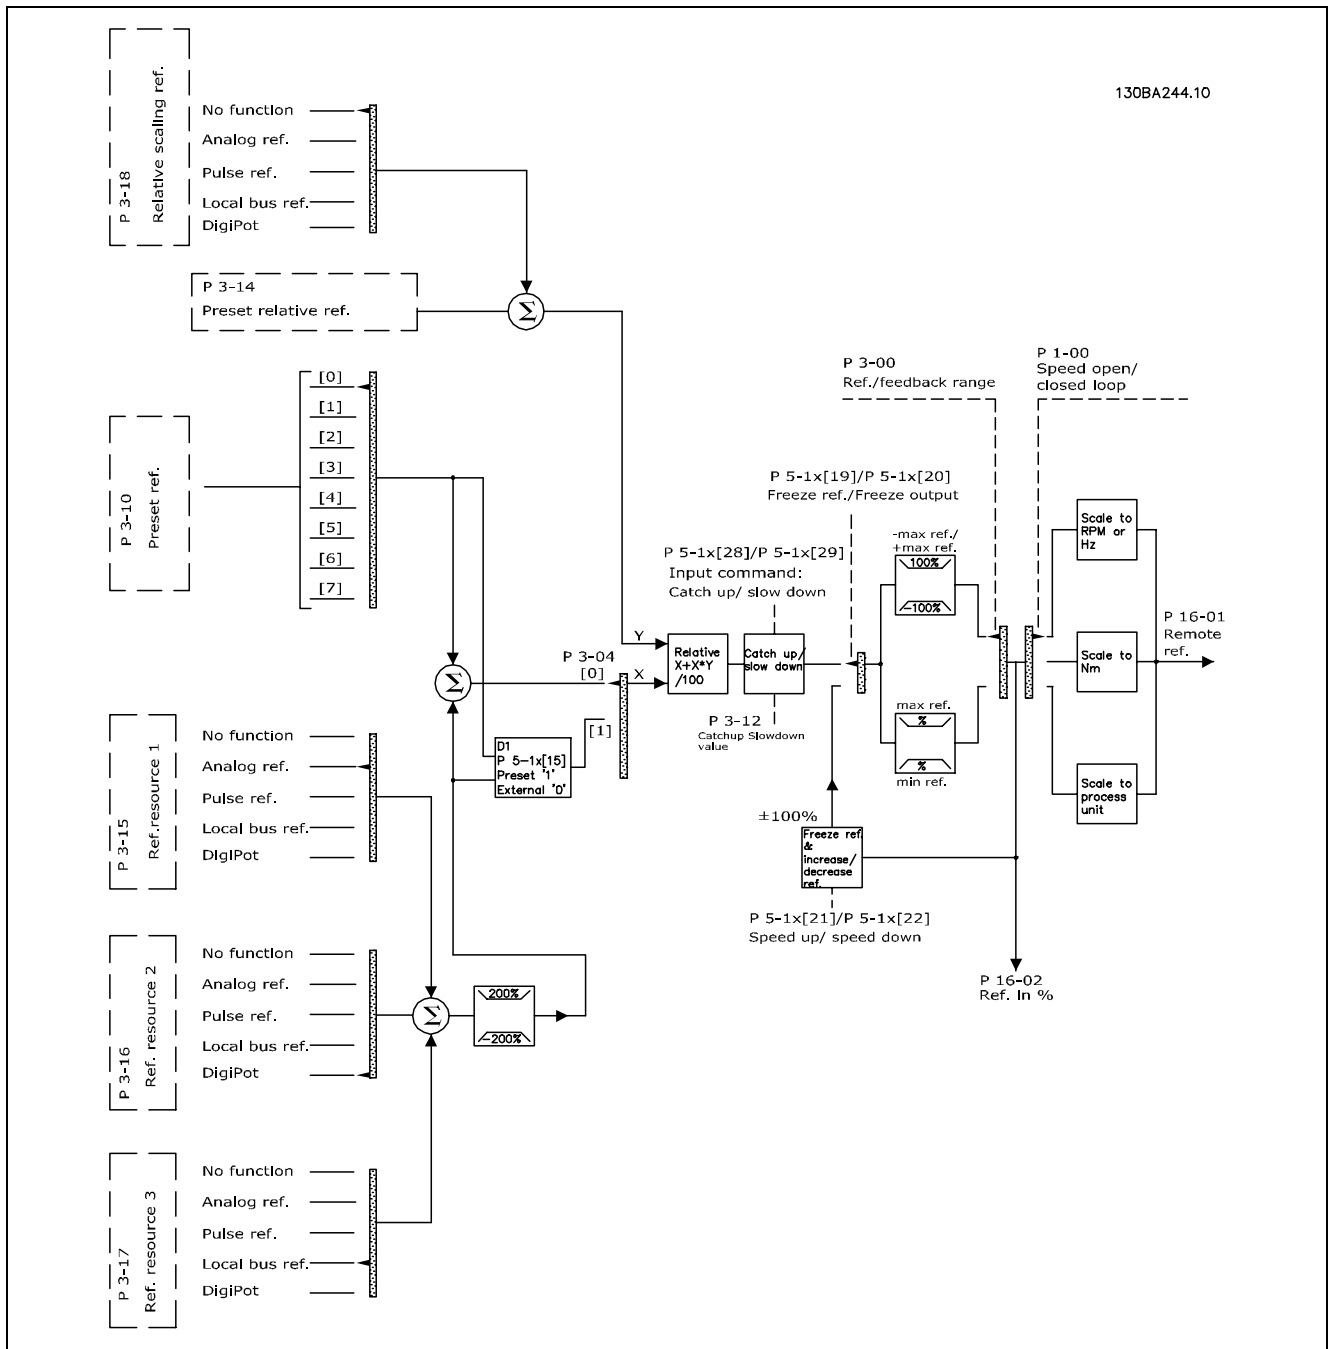 130BA244.10
P 3-18
Relative scaling ref.
No function
Analog ref.
Pulse ref.
Local bus ref.
DigiPot
P 3-14
Preset relative ref.
Σ
P 3-10
Preset ref.
[0]
[1]
[2]
[3]
[4]
[5]
[6]
[7]
P 3-00
Ref./feedback range
P 1-00
Speed open/
closed loop
P 5-1x[19]/P 5-1x[20]
Freeze ref./Freeze output
P 5-1x[28]/P 5-1x[29]
Input command:
Catch up/ slow down
-max ref./
+max ref.
100%
-100%
Scale to
RPM or
Hz
P 16-01
Remote
ref.
Y
X
P 3-04
[0]
[1]
Σ
Relative
X+X*Y
/100
Catch up/
slow down
Scale to
Nm
P 3-12
Catchup Slowdown
value
max ref.
%
%
min ref.
D1
P 5-1x[15]
Preset '1'
External '0'
Scale to
process
unit
±100%
Freeze ref.
&
increase/
decrease
ref.
P 5-1x[21]/P 5-1x[22]
Speed up/ speed down
P 16-02
Ref. in %
P 3-15
Ref.resource 1
No function
Analog ref.
Pulse ref.
Local bus ref.
DigiPot
P 3-16
Ref. resource 2
No function
Analog ref.
Pulse ref.
Local bus ref.
DigiPot
Σ
200%
-200%
P 3-17
Ref. resource 3
No function
Analog ref.
Pulse ref.
Local bus ref.
DigiPot